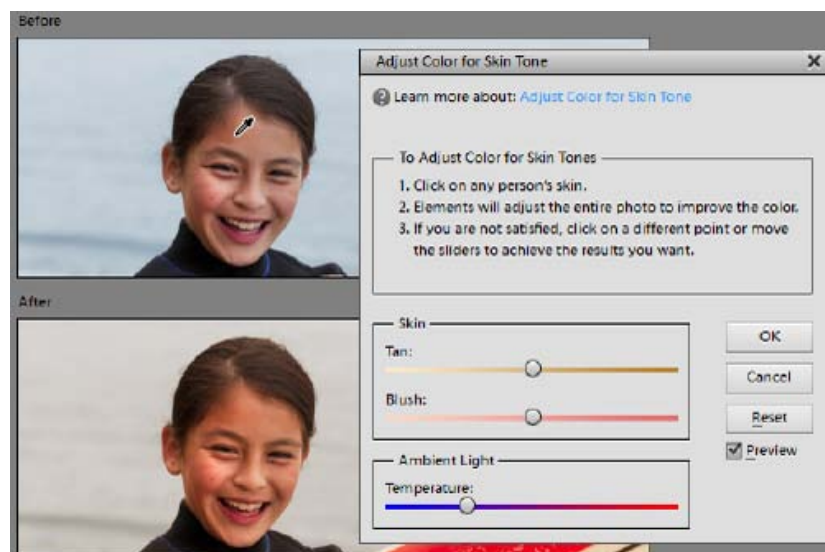 Before
Adjust Color for Skin Tone
Learn more about: Adjust Color for Skin Tone
To Adjust Color for Skin Tones
1. Click on any person's skin.
2. Elements will adjust the entire photo to improve the color.
3. If you are not satisfied, click on a different point or move
the sliders to achieve the results you want.
After
Skin
Tan:
Blush:
OK
Cancel
Reset
Preview
Ambient Light
Temperature: